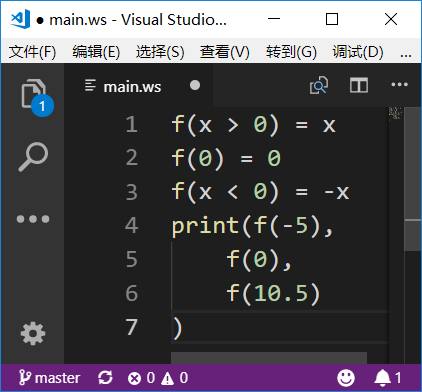 ● main.ws - Visual Studio...
文件(F) 编辑(E) 选择(S) 查看(V) 转到(G) 调试(D) ...
main.ws ●
1
1 f(x > 0) = x
2 f(0) = 0
3 f(x < 0) = -x
4 print(f(-5),
5 f(0),
6 f(10.5)
7 )
master 0 0 1